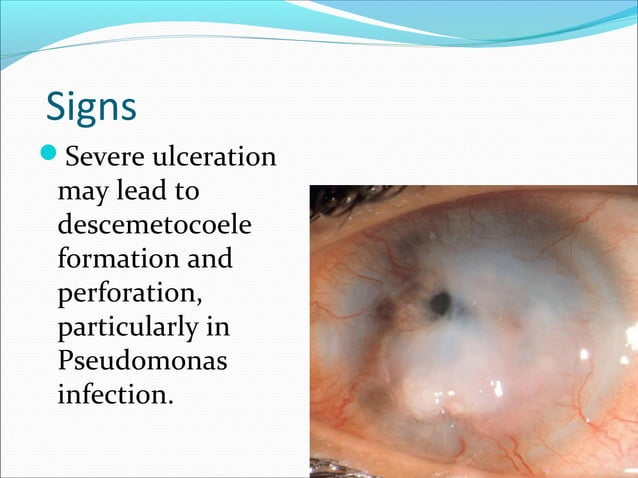 Signs
Severe ulceration
may lead to
descemetocoele
formation and
perforation,
particularly in
Pseudomonas
infection.